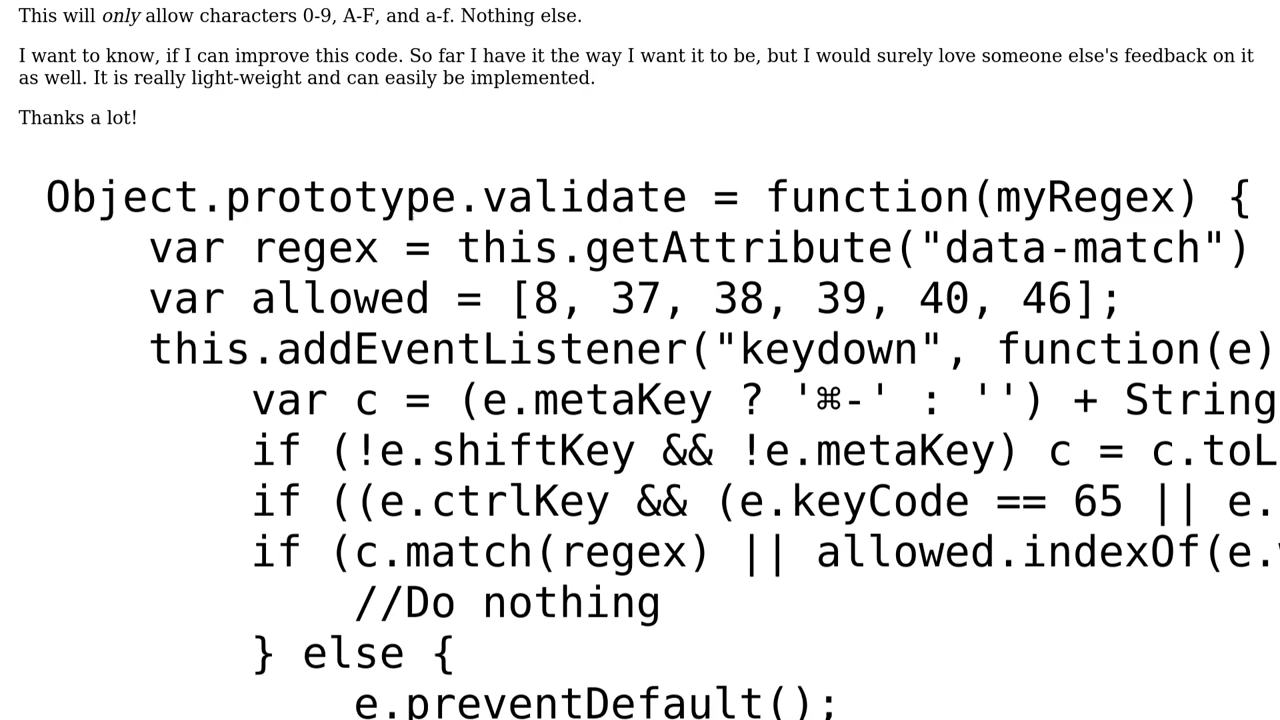 This will only allow characters 0-9, A-F, and a-f. Nothing else.
I want to know, if I can improve this code. So far I have it the way I want it to be, but I would surely love someone else's feedback on it
as well. It is really light-weight and can easily be implemented.
Thanks a lot!
Object.prototype.validate = function(myRegex) {
    var regex = this.getAttribute("data-match")
    var allowed = [8, 37, 38, 39, 40, 46];
    this.addEventListener("keydown", function(e)
        var c = (e.metaKey ? '⌘-' : '') + String
        if (!e.shiftKey && !e.metaKey) c = c.toL
        if ((e.ctrlKey && (e.keyCode == 65 || e.
        if (c.match(regex) || allowed.indexOf(e.
            //Do nothing
        } else {
            e.preventDefault();